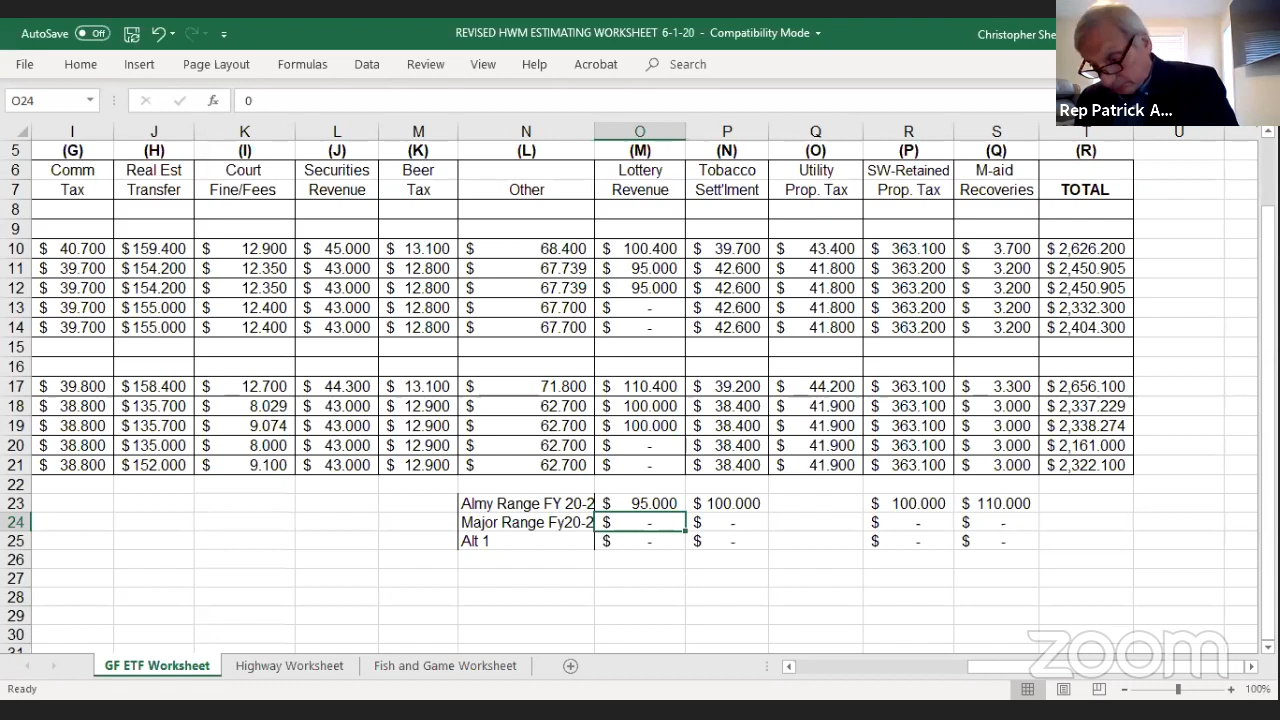 AutoSave Off REVISED HWM ESTIMATING WORKSHEET 6-1-20 - Compatibility Mode Christopher She
Rep Patrick A...
File Home Insert Page Layout Formulas Data Review View Help Acrobat Search
O24 fx 0
I J K L M N O P Q R S T U
5 (G) (H) (I) (J) (K) (L) (M) (N) (O) (P) (Q) (R)
6 Comm Real Est Court Securities Beer Lottery Tobacco Utility SW-Retained M-aid
7 Tax Transfer Fine/Fees Revenue Tax Other Revenue Sett'lment Prop. Tax Prop. Tax Recoveries TOTAL
8
9
10 $ 40.700 $ 159.400 $ 12.900 $ 45.000 $ 13.100 $ 68.400 $ 100.400 $ 39.700 $ 43.400 $ 363.100 $ 3.700 $ 2,626.200
11 $ 39.700 $ 154.200 $ 12.350 $ 43.000 $ 12.800 $ 67.739 $ 95.000 $ 42.600 $ 41.800 $ 363.200 $ 3.200 $ 2,450.905
12 $ 39.700 $ 154.200 $ 12.350 $ 43.000 $ 12.800 $ 67.739 $ 95.000 $ 42.600 $ 41.800 $ 363.200 $ 3.200 $ 2,450.905
13 $ 39.700 $ 155.000 $ 12.400 $ 43.000 $ 12.800 $ 67.700 $ - $ 42.600 $ 41.800 $ 363.200 $ 3.200 $ 2,332.300
14 $ 39.700 $ 155.000 $ 12.400 $ 43.000 $ 12.800 $ 67.700 $ - $ 42.600 $ 41.800 $ 363.200 $ 3.200 $ 2,404.300
15
16
17 $ 39.800 $ 158.400 $ 12.700 $ 44.300 $ 13.100 $ 71.800 $ 110.400 $ 39.200 $ 44.200 $ 363.100 $ 3.300 $ 2,656.100
18 $ 38.800 $ 135.700 $ 8.029 $ 43.000 $ 12.900 $ 62.700 $ 100.000 $ 38.400 $ 41.900 $ 363.100 $ 3.000 $ 2,337.229
19 $ 38.800 $ 135.700 $ 9.074 $ 43.000 $ 12.900 $ 62.700 $ 100.000 $ 38.400 $ 41.900 $ 363.100 $ 3.000 $ 2,338.274
20 $ 38.800 $ 135.000 $ 8.000 $ 43.000 $ 12.900 $ 62.700 $ - $ 38.400 $ 41.900 $ 363.100 $ 3.000 $ 2,161.000
21 $ 38.800 $ 152.000 $ 9.100 $ 43.000 $ 12.900 $ 62.700 $ - $ 38.400 $ 41.900 $ 363.100 $ 3.000 $ 2,322.100
22
23 Almy Range FY 20-2 $ 95.000 $ 100.000 $ 100.000 $ 110.000
24 Major Range Fy20-2 $ - $ - $ - $ -
25 Alt 1 $ - $ - $ - $ -
26
27
28
29
30
GF ETF Worksheet Highway Worksheet Fish and Game Worksheet
zoom
Ready 100%